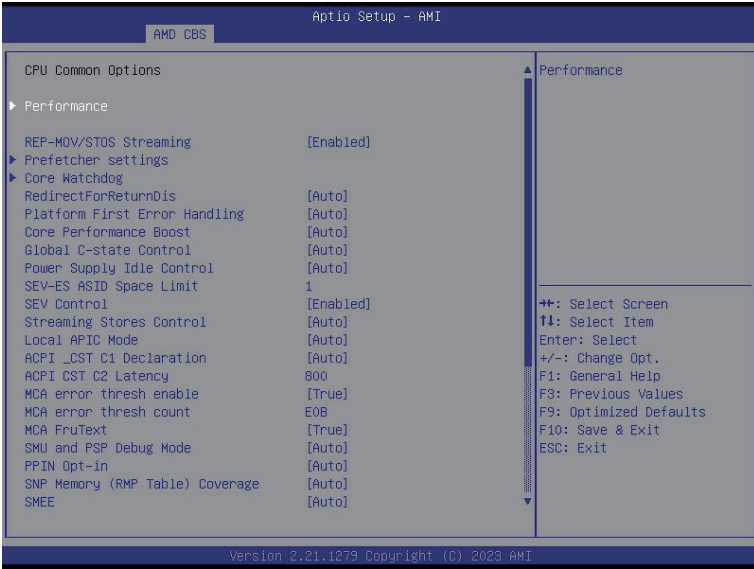 Aptio Setup – AMI
AMD CBS
CPU Common Options
Performance
REP-MOV/STOS Streaming [Enabled]
Prefetcher settings
Core Watchdog
RedirectForReturnDis [Auto]
Platform First Error Handling [Auto]
Core Performance Boost [Auto]
Global C-state Control [Auto]
Power Supply Idle Control [Auto]
SEV-ES ASID Space Limit 1
SEV Control [Enabled]
Streaming Stores Control [Auto]
Local APIC Mode [Auto]
ACPI _CST C1 Declaration [Auto]
ACPI CST C2 Latency 800
MCA error thresh enable [True]
MCA error thresh count E0B
MCA FruText [True]
SMU and PSP Debug Mode [Auto]
PPIN Opt-in [Auto]
SNP Memory (RMP Table) Coverage [Auto]
SMEE [Auto]
Performance
→←: Select Screen
↑↓: Select Item
Enter: Select
+/-: Change Opt.
F1: General Help
F3: Previous Values
F9: Optimized Defaults
F10: Save & Exit
ESC: Exit
Version 2.21.1279 Copyright (C) 2023 AMI